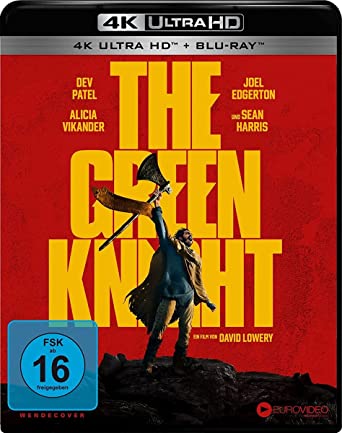 4K ULTRA HD
4K ULTRA HD™ + BLU-RAY™
DEV PATEL
JOEL EDGERTON
ALICIA VIKANDER
UND SEAN HARRIS
THE
GREEN
KNIGHT
EIN FILM VON DAVID LOWERY
FSK
ab
16
freigegeben
WENDECOVER
EUROVIDEO